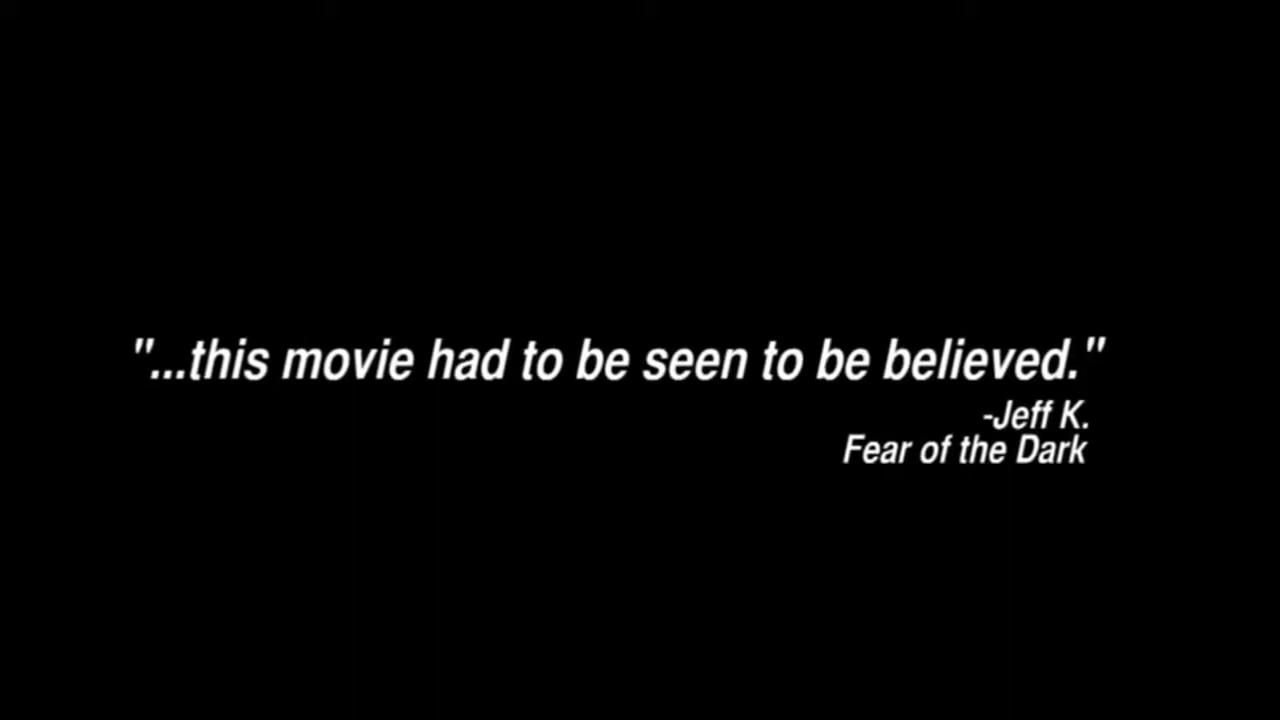 "...this movie had to be seen to be believed."
-Jeff K.
Fear of the Dark